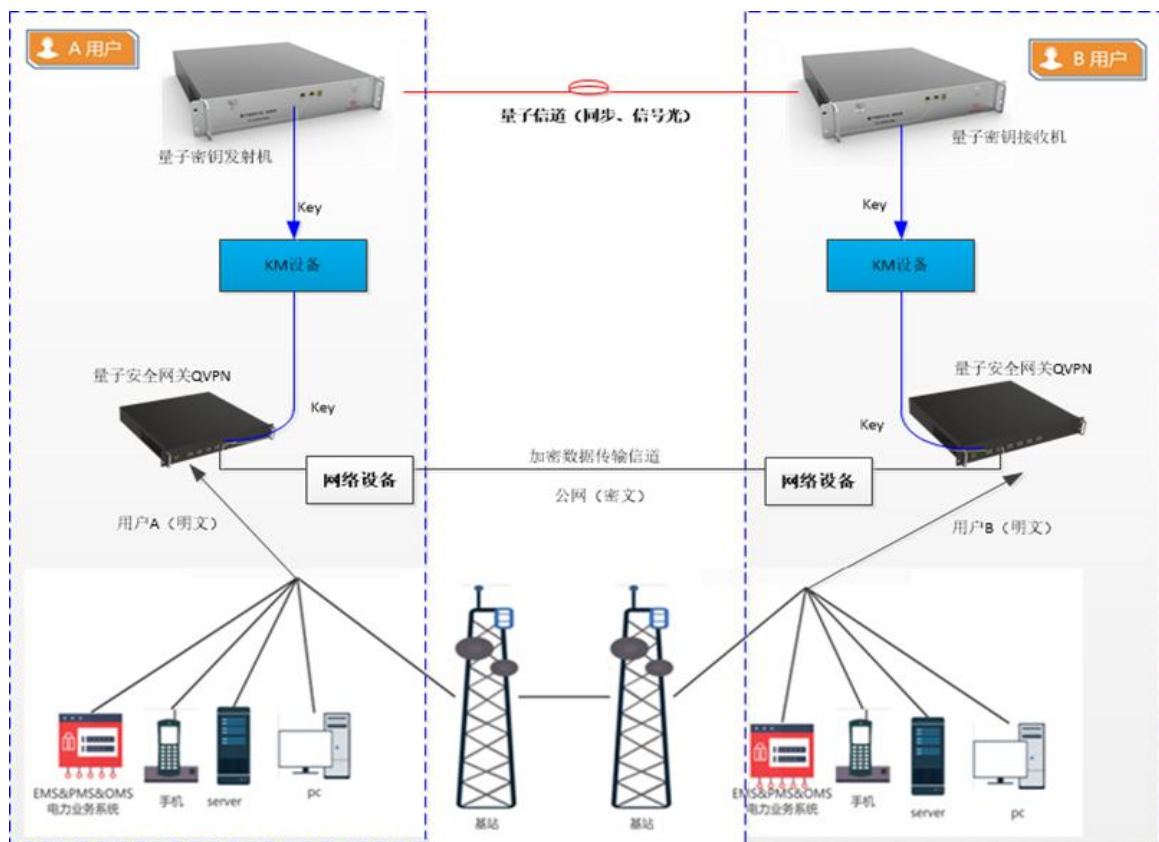 A 用户
B 用户
量子信道（同步、信号光）
量子密钥发射机
量子密钥接收机
Key
Key
KM设备
KM设备
量子安全网关QVPN
量子安全网关QVPN
Key
Key
加密数据传输信道
网络设备
网络设备
公网（密文）
用户A（明文）
用户B（明文）
EMS&PMS&OMS
电力业务系统
手机
server
pc
基站
基站
EMS&PMS&OMS
电力业务系统
手机
server
pc